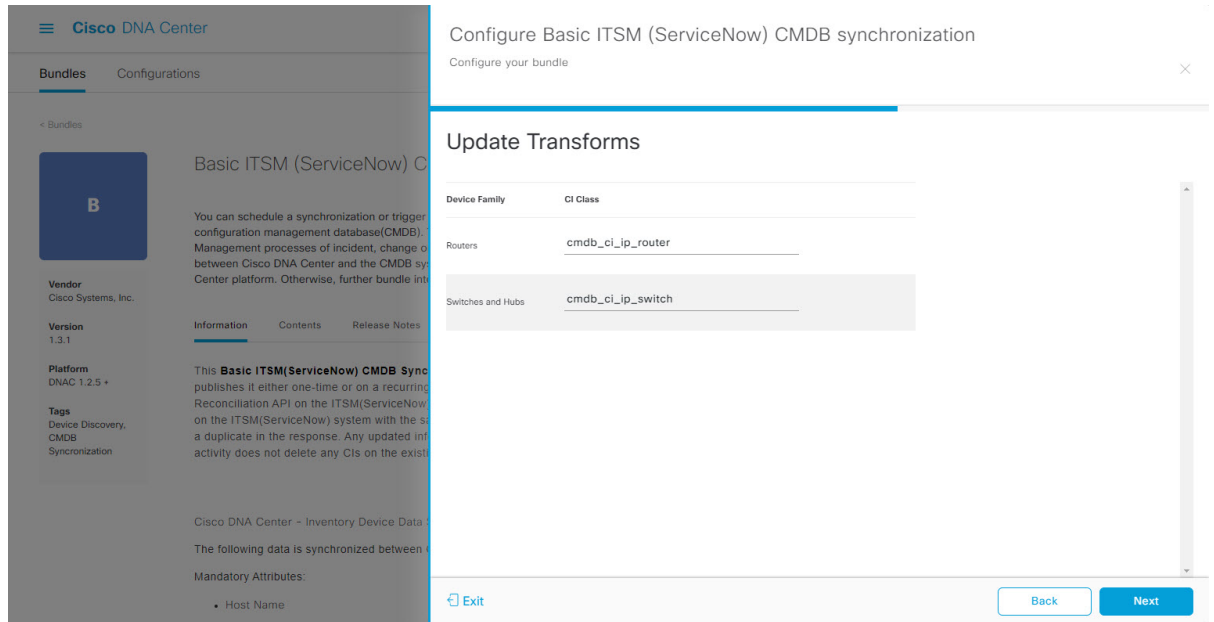 Cisco DNA Center
Bundles Configurations
< Bundles
B
Vendor
Cisco Systems, Inc.
Version
1.3.1
Platform
DNAC 1.2.5 +
Tags
Device Discovery,
CMDB
Syncronization
Basic ITSM (ServiceNow) C
You can schedule a synchronization or trigger
configuration management database(CMDB).
Management processes of incident, change o
between Cisco DNA Center and the CMDB sy
Center platform. Otherwise, further bundle int
Information Contents Release Notes
This Basic ITSM(ServiceNow) CMDB Sync
publishes it either one-time or on a recurring
Reconciliation API on the ITSM(ServiceNow
on the ITSM(ServiceNow) system with the sa
a duplicate in the response. Any updated inf
activity does not delete any CIs on the existi
Cisco DNA Center - Inventory Device Data
The following data is synchronized between
Mandatory Attributes:
• Host Name
Configure Basic ITSM (ServiceNow) CMDB synchronization
Configure your bundle
Update Transforms
Device Family CI Class
Routers cmdb_ci_ip_router
Switches and Hubs cmdb_ci_ip_switch
Exit Back Next